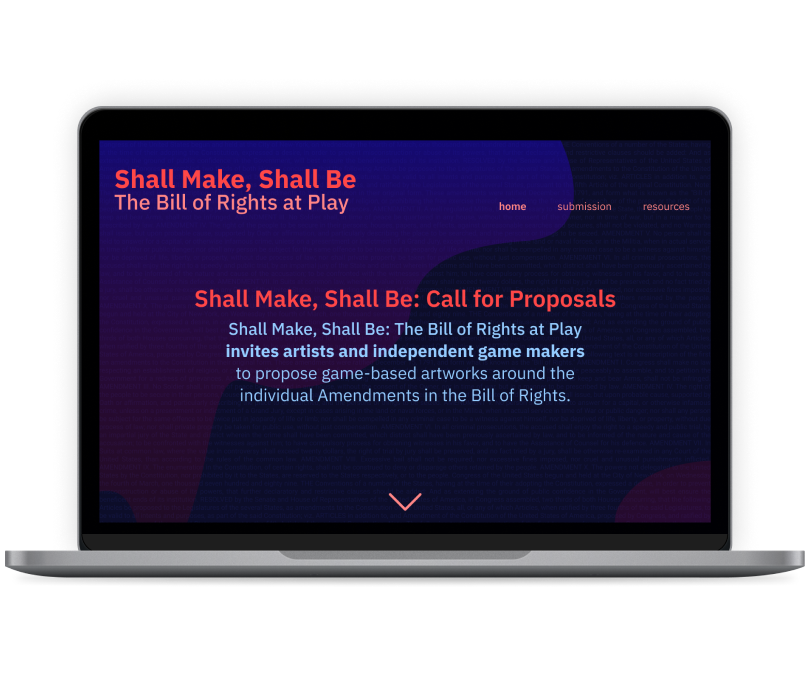 Shall Make, Shall Be
The Bill of Rights at Play
home submission resources
Shall Make, Shall Be: Call for Proposals
Shall Make, Shall Be: The Bill of Rights at Play
invites artists and independent game makers
to propose game-based artworks around the
individual Amendments in the Bill of Rights.